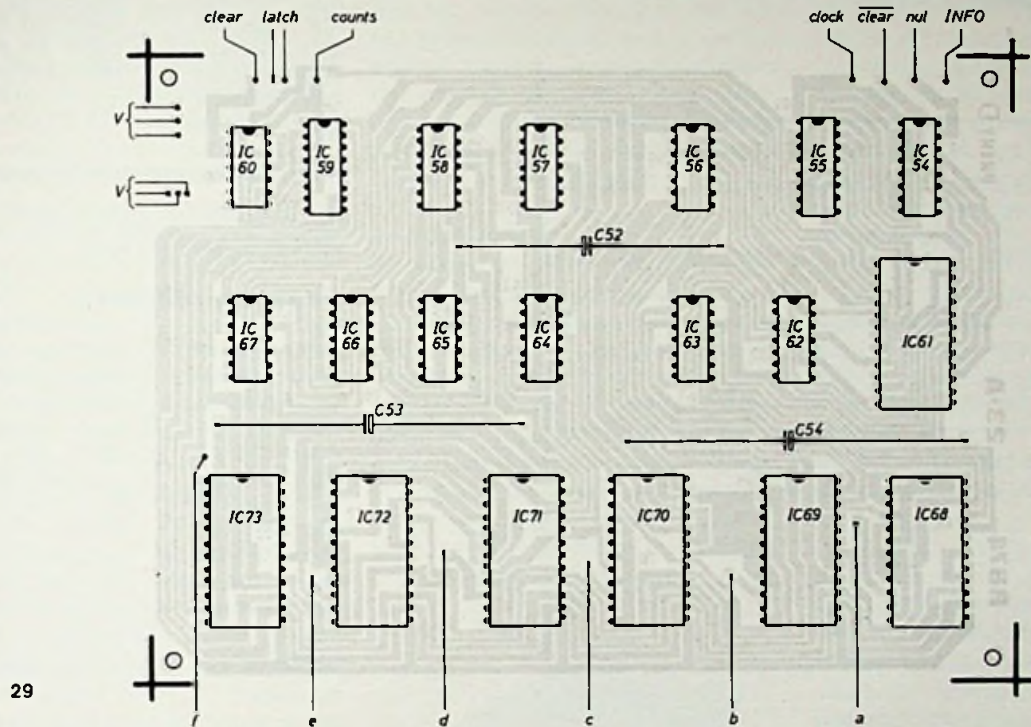 clear latch counts clock clear nul INFO
V
V
IC 60
IC 59
IC 58
IC 57
IC 56
IC 55
IC 54
C52
IC 67
IC 66
IC 65
IC 64
IC 63
IC 62
IC61
C53
C54
IC73
IC72
IC71
IC70
IC69
IC68
29
f e d c b a